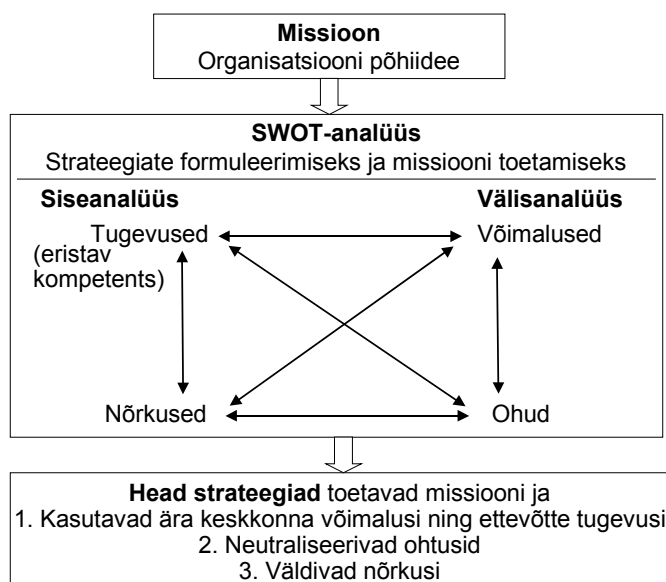 Missioon
Organisatsiooni põhiidee
SWOT-analüüs
Strateegiate formuleerimiseks ja missiooni toetamiseks
Siseanalüüs
Välisanalüüs
Tugevused
(eristav
kompetents)
Võimalused
Nõrkused
Ohud
Head strateegiad toetavad missiooni ja
1. Kasutavad ära keskkonna võimalusi ning ettevõtte tugevusi
2. Neutraliseerivad ohtusid
3. Väldivad nõrkusi